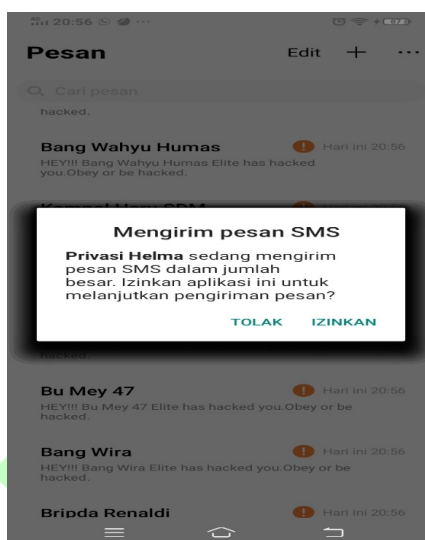 20:56
Pesan
Edit
Cari pesan
hacked.
Bang Wahyu Humas
Hari ini 20:56
HEY!!! Bang Wahyu Humas Elite has hacked
you.Obey or be hacked.
Mengirim pesan SMS
Privasi Helma sedang mengirim
pesan SMS dalam jumlah
besar. Izinkan aplikasi ini untuk
melanjutkan pengiriman pesan?
TOLAK IZINKAN
hacked.
Bu Mey 47
Hari ini 20:56
HEY!!! Bu Mey 47 Elite has hacked you.Obey or be
hacked.
Bang Wira
Hari ini 20:56
HEY!!! Bang Wira Elite has hacked you.Obey or be
hacked.
Bripda Renaldi
Hari ini 20:56